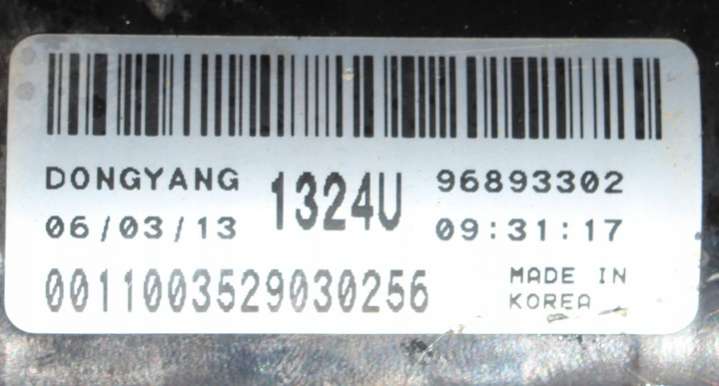 DONGYANG 1324U 96893302
06/03/13 09:31:17
0011003529030256 MADE IN
KOREA